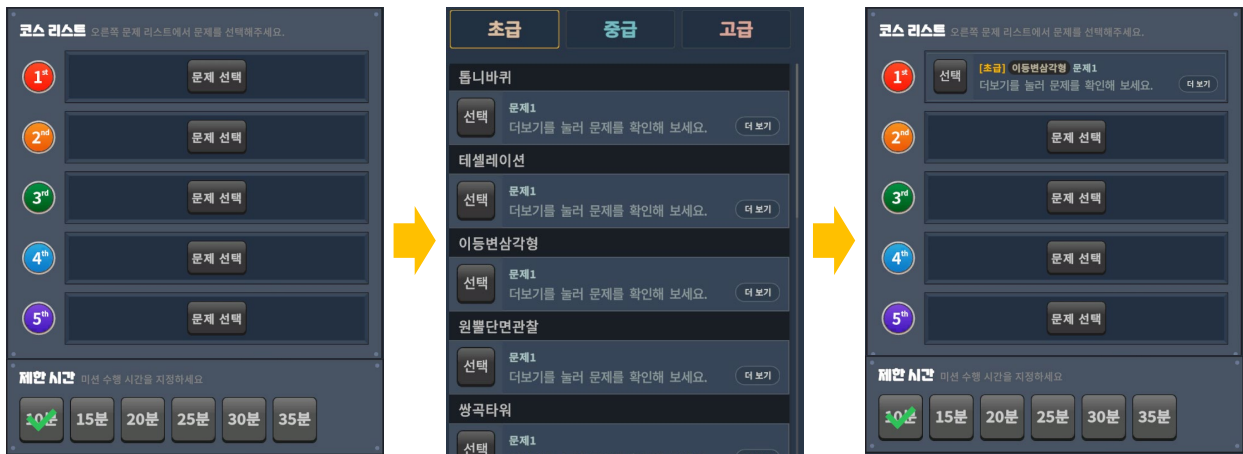 코스 리스트 오른쪽 문제 리스트에서 문제를 선택해주세요.
1st 문제 선택
2nd 문제 선택
3rd 문제 선택
4th 문제 선택
5th 문제 선택
제한 시간 미션 수행 시간을 지정하세요
10분 15분 20분 25분 30분 35분
초급 중급 고급
톱니바퀴
선택 문제1
더보기를 눌러 문제를 확인해 보세요. 더 보기
테셀레이션
선택 문제1
더보기를 눌러 문제를 확인해 보세요. 더 보기
이등변삼각형
선택 문제1
더보기를 눌러 문제를 확인해 보세요. 더 보기
원뿔단면관찰
선택 문제1
더보기를 눌러 문제를 확인해 보세요. 더 보기
쌍곡타워
선택 문제1
코스 리스트 오른쪽 문제 리스트에서 문제를 선택해주세요.
1st 선택 [초급] 이등변삼각형 문제1
더보기를 눌러 문제를 확인해 보세요. 더 보기
2nd 문제 선택
3rd 문제 선택
4th 문제 선택
5th 문제 선택
제한 시간 미션 수행 시간을 지정하세요
10분 15분 20분 25분 30분 35분